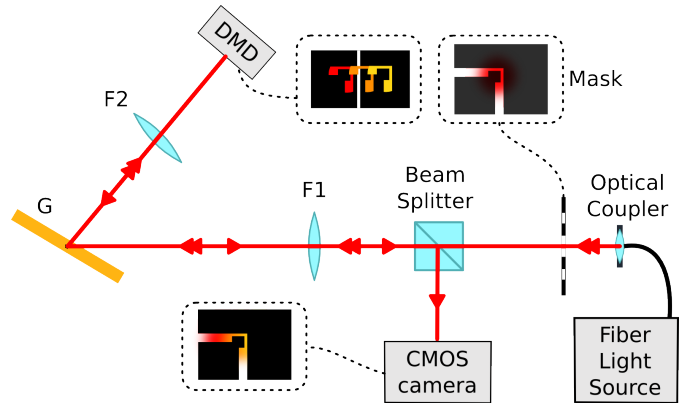 DMD
F2
Mask
G
F1
Beam
Splitter
Optical
Coupler
CMOS
camera
Fiber
Light
Source